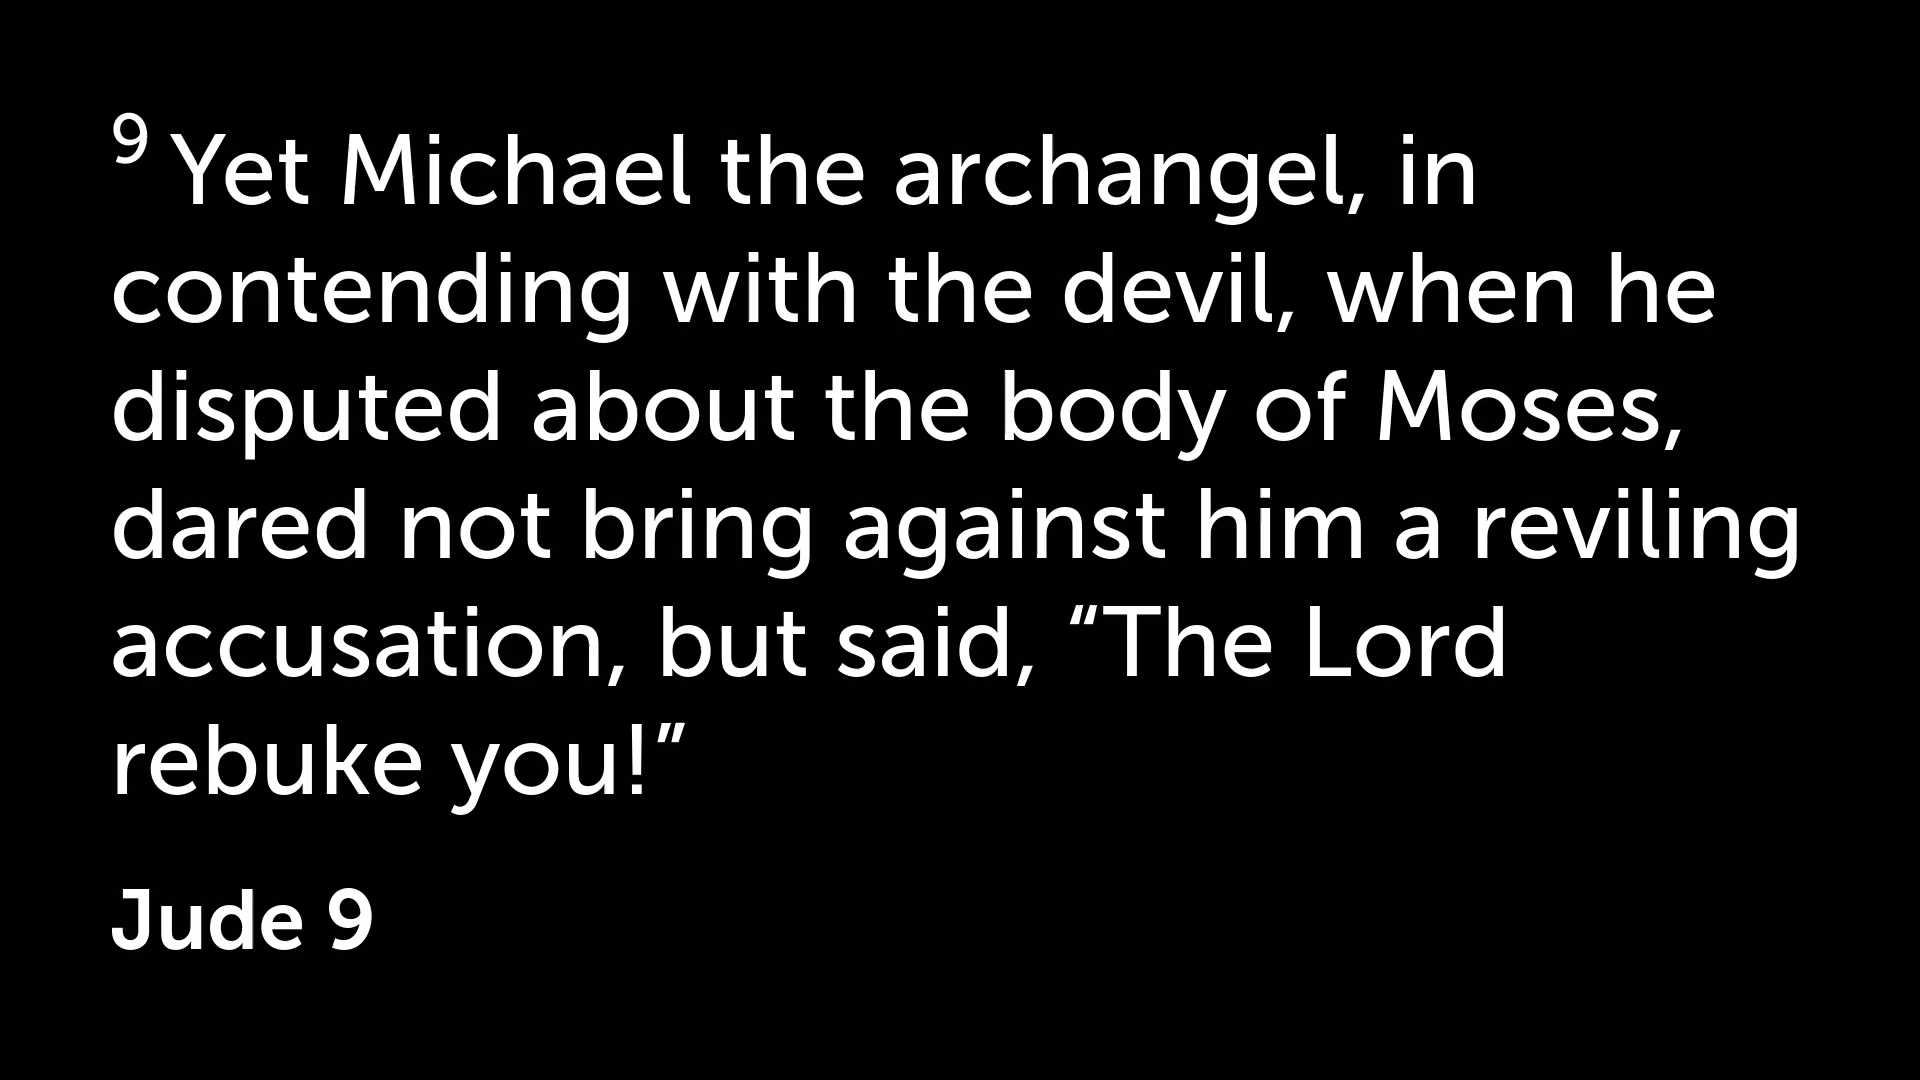 9 Yet Michael the archangel, in
contending with the devil, when he
disputed about the body of Moses,
dared not bring against him a reviling
accusation, but said, “The Lord
rebuke you!”
Jude 9